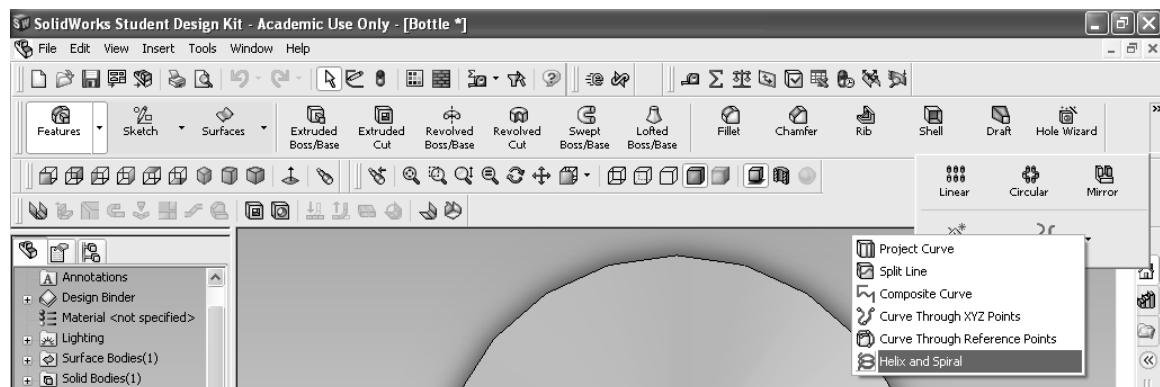 SolidWorks Student Design Kit - Academic Use Only - [Bottle *]
File Edit View Insert Tools Window Help
Features Sketch Surfaces Extruded Boss/Base Extruded Cut Revolved Boss/Base Revolved Cut Swept Boss/Base Lofted Boss/Base Fillet Chamfer Rib Shell Draft Hole Wizard
Linear Circular Mirror
Project Curve
Split Line
Composite Curve
Curve Through XYZ Points
Curve Through Reference Points
Helix and Spiral
Annotations
Design Binder
Material <not specified>
Lighting
Surface Bodies(1)
Solid Bodies(1)